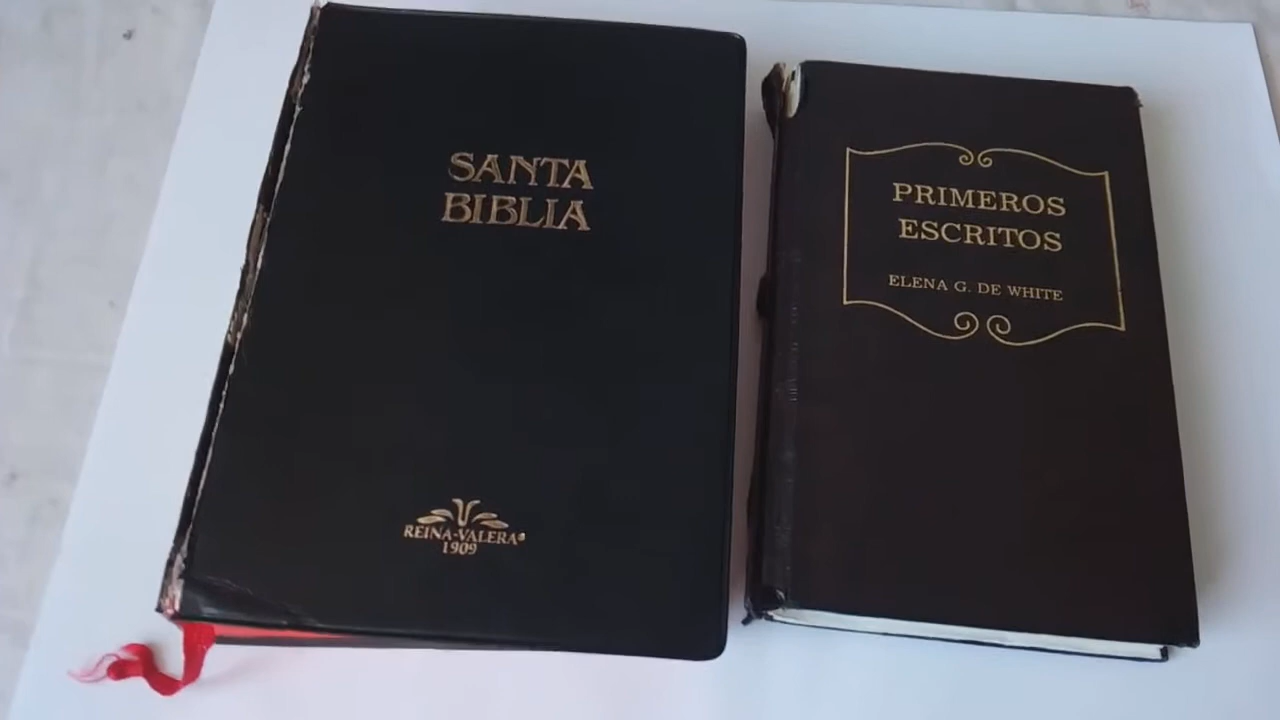 SANTA
BIBLIA
REINA-VALERA®
1909
PRIMEROS
ESCRITOS
ELENA G. DE WHITE